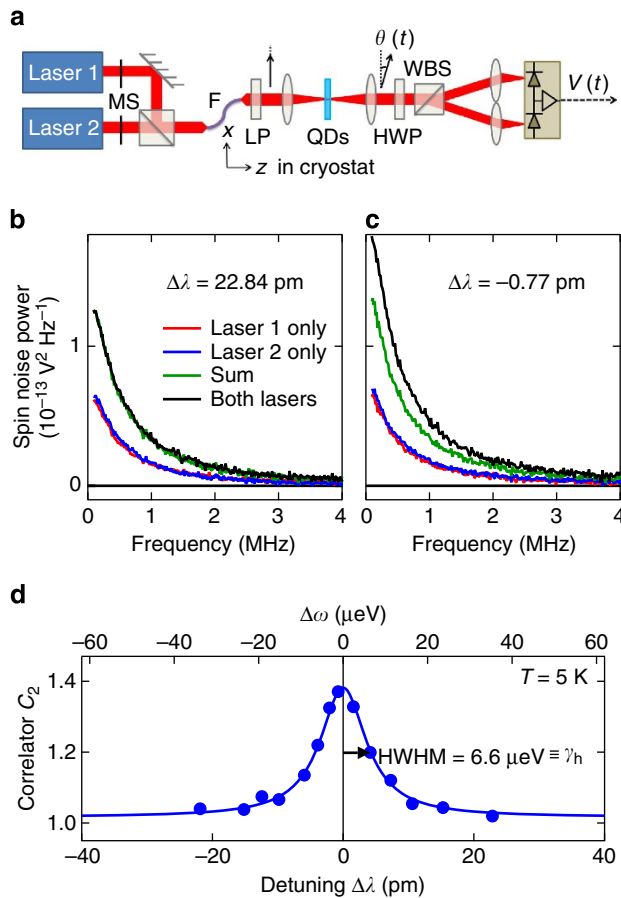 a
Laser 1
Laser 2
MS
F
x
z in cryostat
LP
QDs
θ (t)
HWP
WBS
V (t)
b
c
Spin noise power
(10⁻¹³ V² Hz⁻¹)
1
0
Δλ = 22.84 pm
Laser 1 only
Laser 2 only
Sum
Both lasers
Δλ = −0.77 pm
0 1 2 3 4
0 1 2 3 4
Frequency (MHz)
Frequency (MHz)
d
Δω (μeV)
−60 −40 −20 0 20 40 60
T = 5 K
Correlator C₂
1.4
1.2
1.0
HWHM = 6.6 μeV ≡ γₕ
−40 −20 0 20 40
Detuning Δλ (pm)